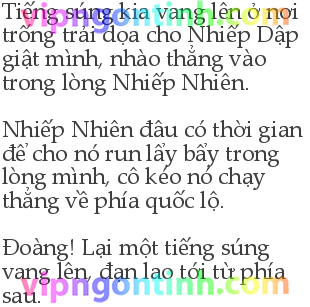 Tiếng súng kia vang lên ở nơi
trống trải dọa cho Nhiếp Dập
giật mình, nhào thẳng vào
trong lòng Nhiếp Nhiên.
Nhiếp Nhiên đâu có thời gian
để cho nó run lẩy bẩy trong
lòng mình, cô kéo nó chạy
thẳng về phía quốc lộ.
Đoàng! Lại một tiếng súng
vang lên, đạn lao tới từ phía
sau.
vipngontinh.com
vipngontinh.com